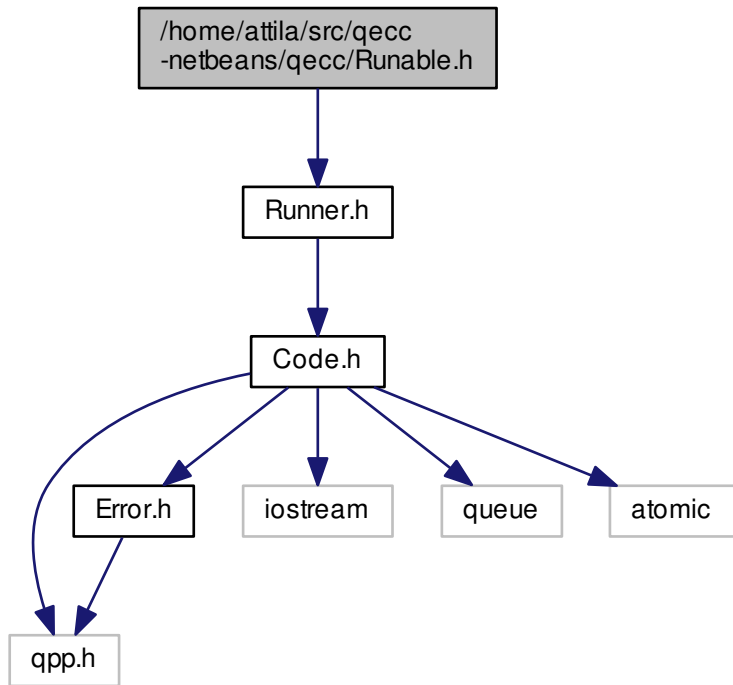 /home/attila/src/qecc
-netbeans/qecc/Runable.h
Runner.h
Code.h
Error.h
iostream
queue
atomic
qpp.h